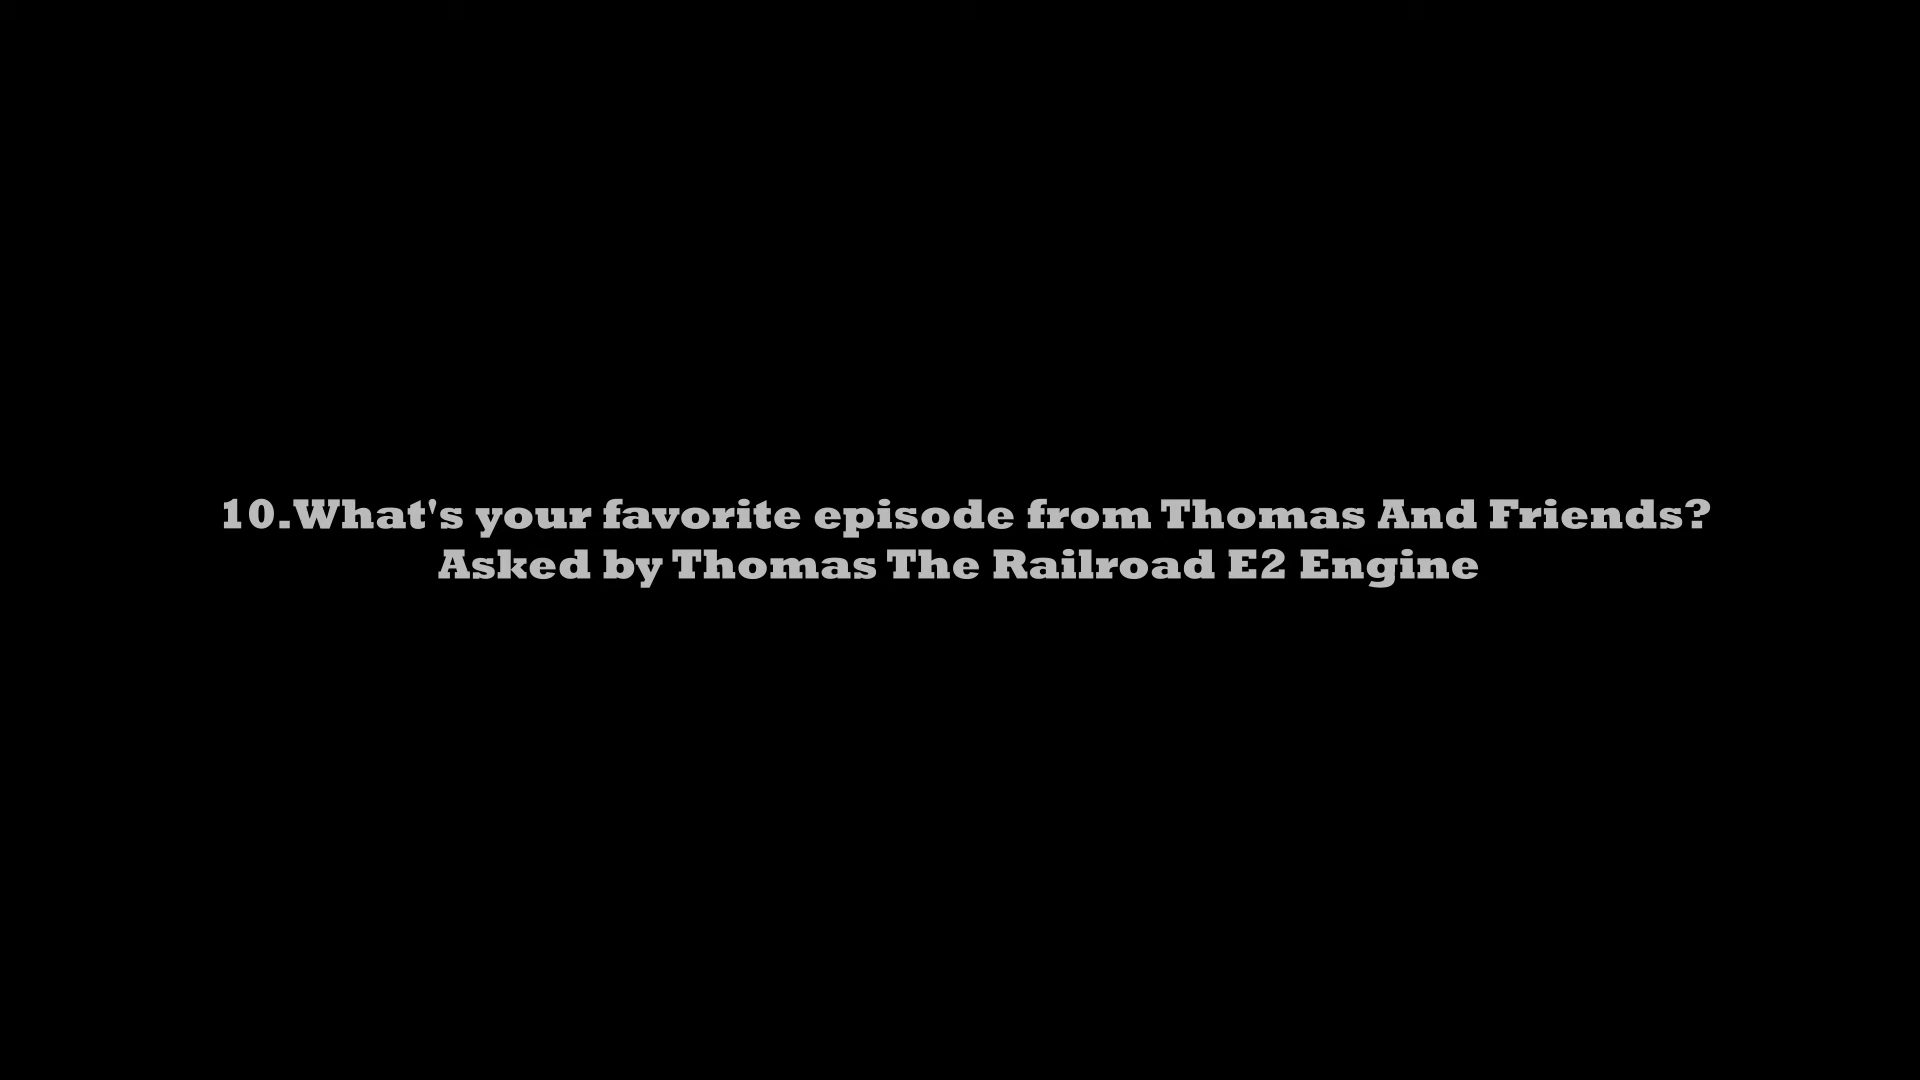 10.What's your favorite episode from Thomas And Friends?
Asked by Thomas The Railroad E2 Engine